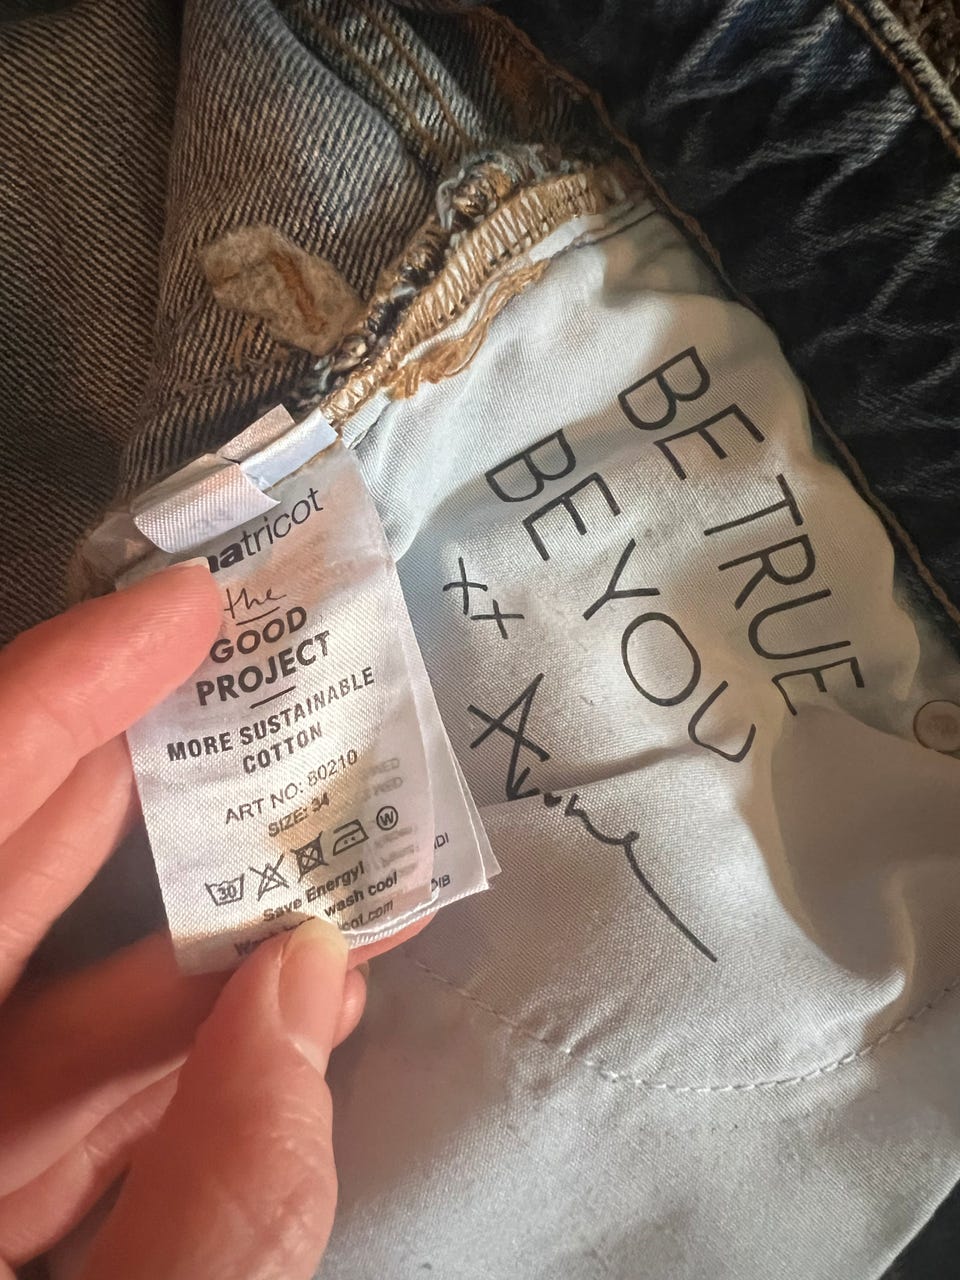 natricot
the
GOOD
PROJECT
MORE SUSTAINABLE
COTTON
ART NO: 80210
SIZE: 34
30
W
Save Energy!
wash cool
BE TRUE
BE YOU
xx